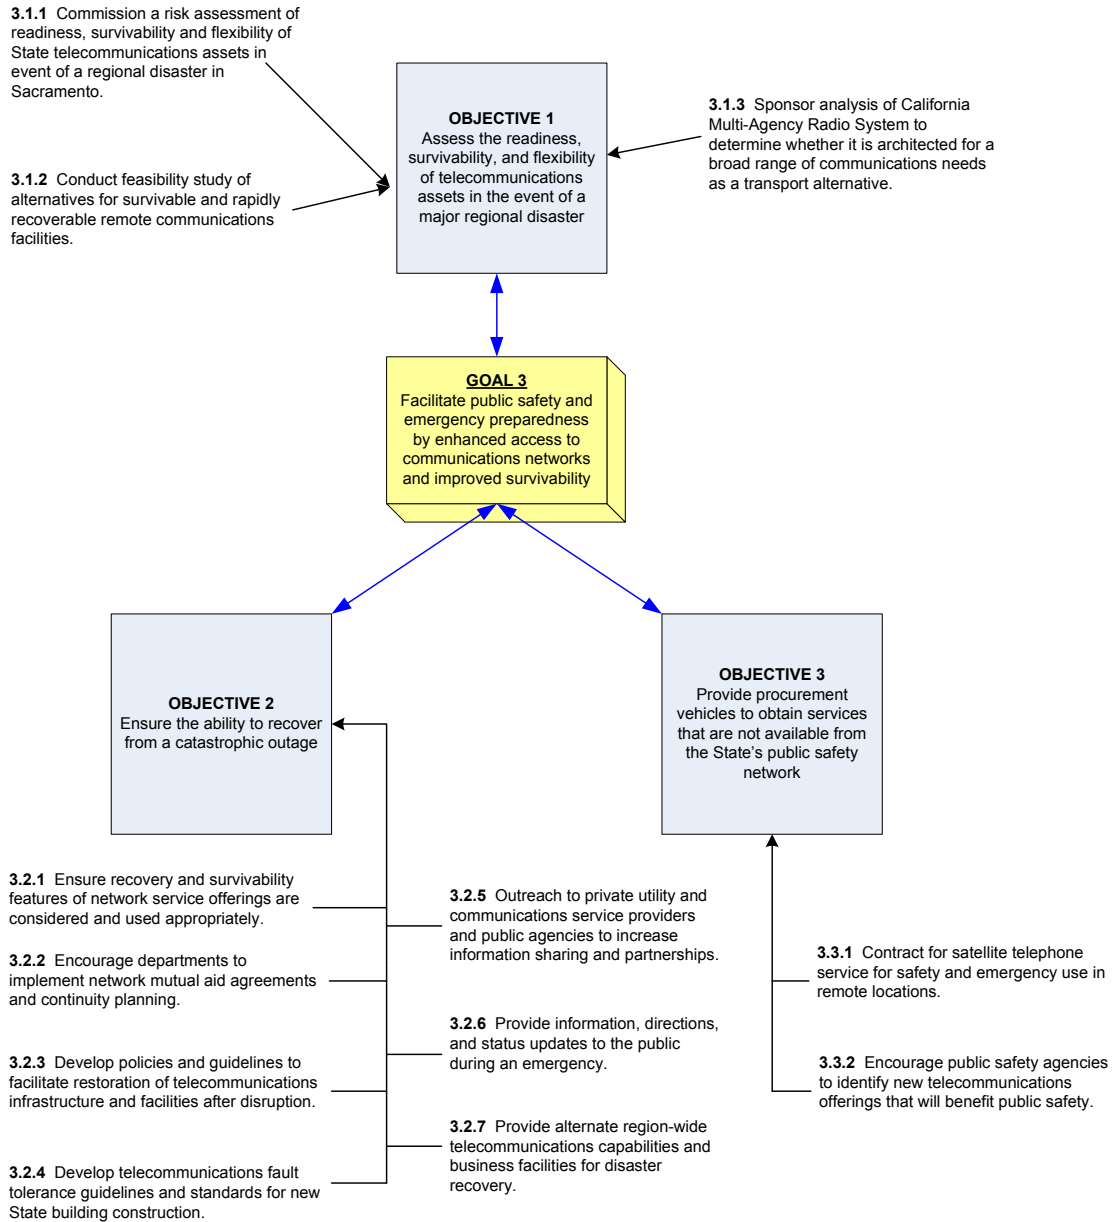 3.1.1 Commission a risk assessment of
readiness, survivability and flexibility of
State telecommunications assets in
event of a regional disaster in
Sacramento.
3.1.2 Conduct feasibility study of
alternatives for survivable and rapidly
recoverable remote communications
facilities.
OBJECTIVE 1
Assess the readiness,
survivability, and flexibility
of telecommunications
assets in the event of a
major regional disaster
3.1.3 Sponsor analysis of California
Multi-Agency Radio System to
determine whether it is architected for a
broad range of communications needs
as a transport alternative.
GOAL 3
Facilitate public safety and
emergency preparedness
by enhanced access to
communications networks
and improved survivability
OBJECTIVE 2
Ensure the ability to recover
from a catastrophic outage
OBJECTIVE 3
Provide procurement
vehicles to obtain services
that are not available from
the State's public safety
network
3.2.1 Ensure recovery and survivability
features of network service offerings are
considered and used appropriately.
3.2.2 Encourage departments to
implement network mutual aid agreements
and continuity planning.
3.2.3 Develop policies and guidelines to
facilitate restoration of telecommunications
infrastructure and facilities after disruption.
3.2.4 Develop telecommunications fault
tolerance guidelines and standards for new
State building construction.
3.2.5 Outreach to private utility and
communications service providers
and public agencies to increase
information sharing and partnerships.
3.2.6 Provide information, directions,
and status updates to the public
during an emergency.
3.2.7 Provide alternate region-wide
telecommunications capabilities and
business facilities for disaster
recovery.
3.3.1 Contract for satellite telephone
service for safety and emergency use in
remote locations.
3.3.2 Encourage public safety agencies
to identify new telecommunications
offerings that will benefit public safety.